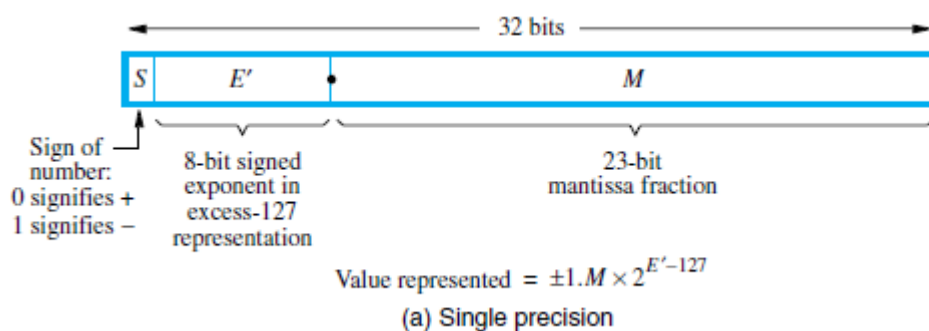 32 bits
S E′ M
Sign of
number:
0 signifies +
1 signifies −
8-bit signed
exponent in
excess-127
representation
23-bit
mantissa fraction
Value represented = ±1.M × 2^{E′−127}
(a) Single precision